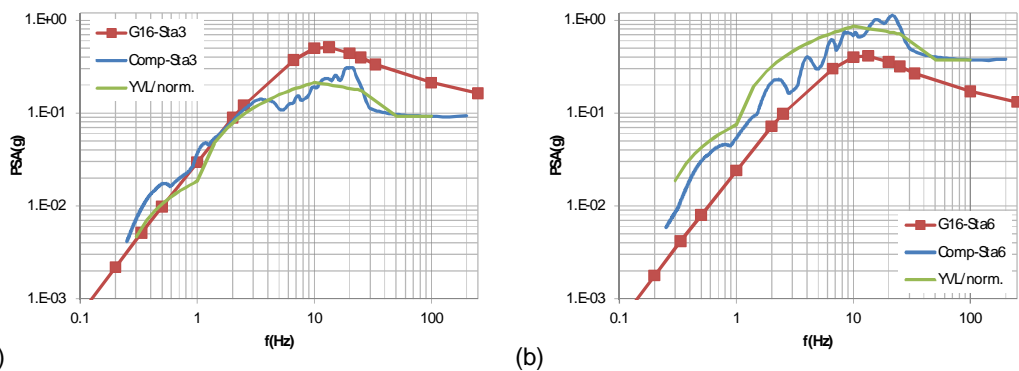 1.E+00
G16-Sta3
Comp-Sta3
YVL/norm.
1.E-01
PSA(g)
1.E-02
1.E-03
0.1 1 10 100
f(Hz)
)
1.E+00
1.E-01
PSA(g)
1.E-02
G16-Sta6
Comp-Sta6
YVL/norm.
1.E-03
0.1 1 10 100
f(Hz)
(b)